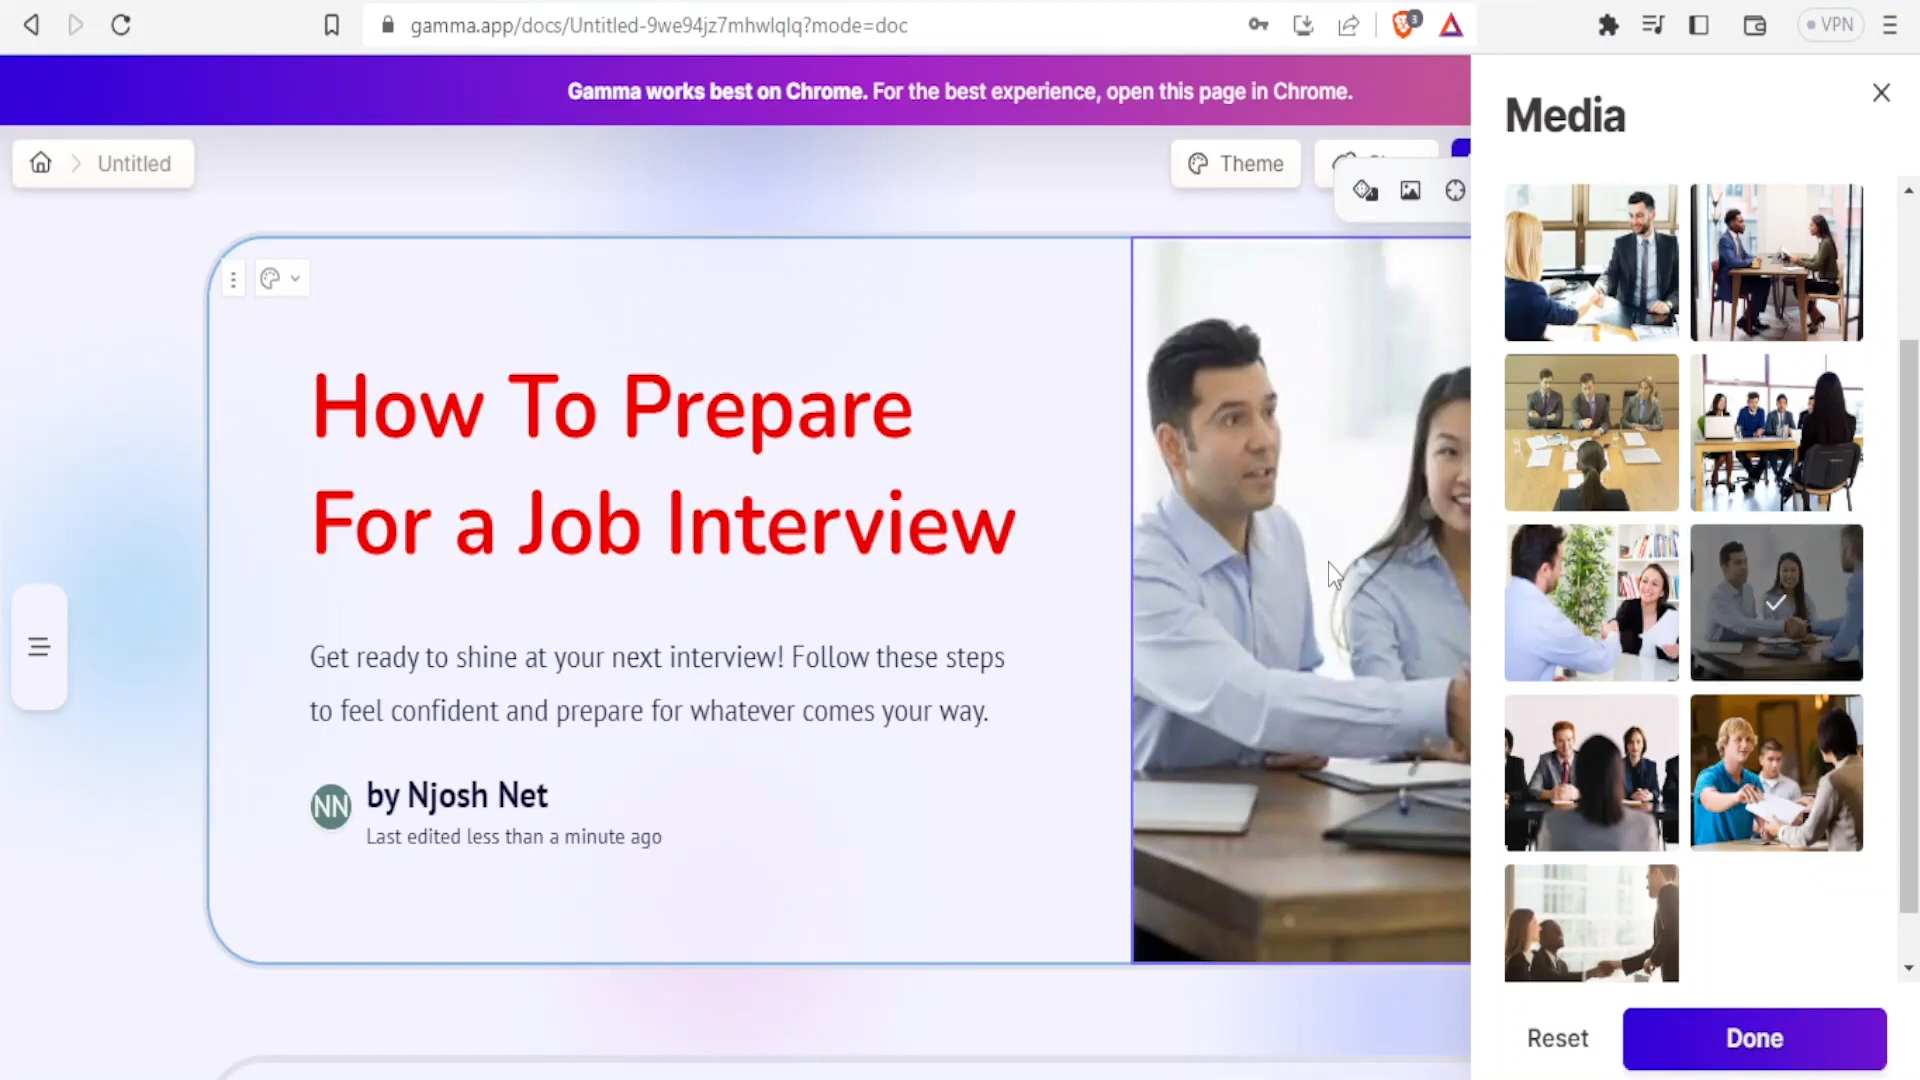 gamma.app/docs/Untitled-9we94jz7mhwlqlq?mode=doc
3
VPN
Gamma works best on Chrome. For the best experience, open this page in Chrome.
Media
Untitled
Theme
How To Prepare
For a Job Interview
Get ready to shine at your next interview! Follow these steps
to feel confident and prepare for whatever comes your way.
NN
by Njosh Net
Last edited less than a minute ago
Reset
Done